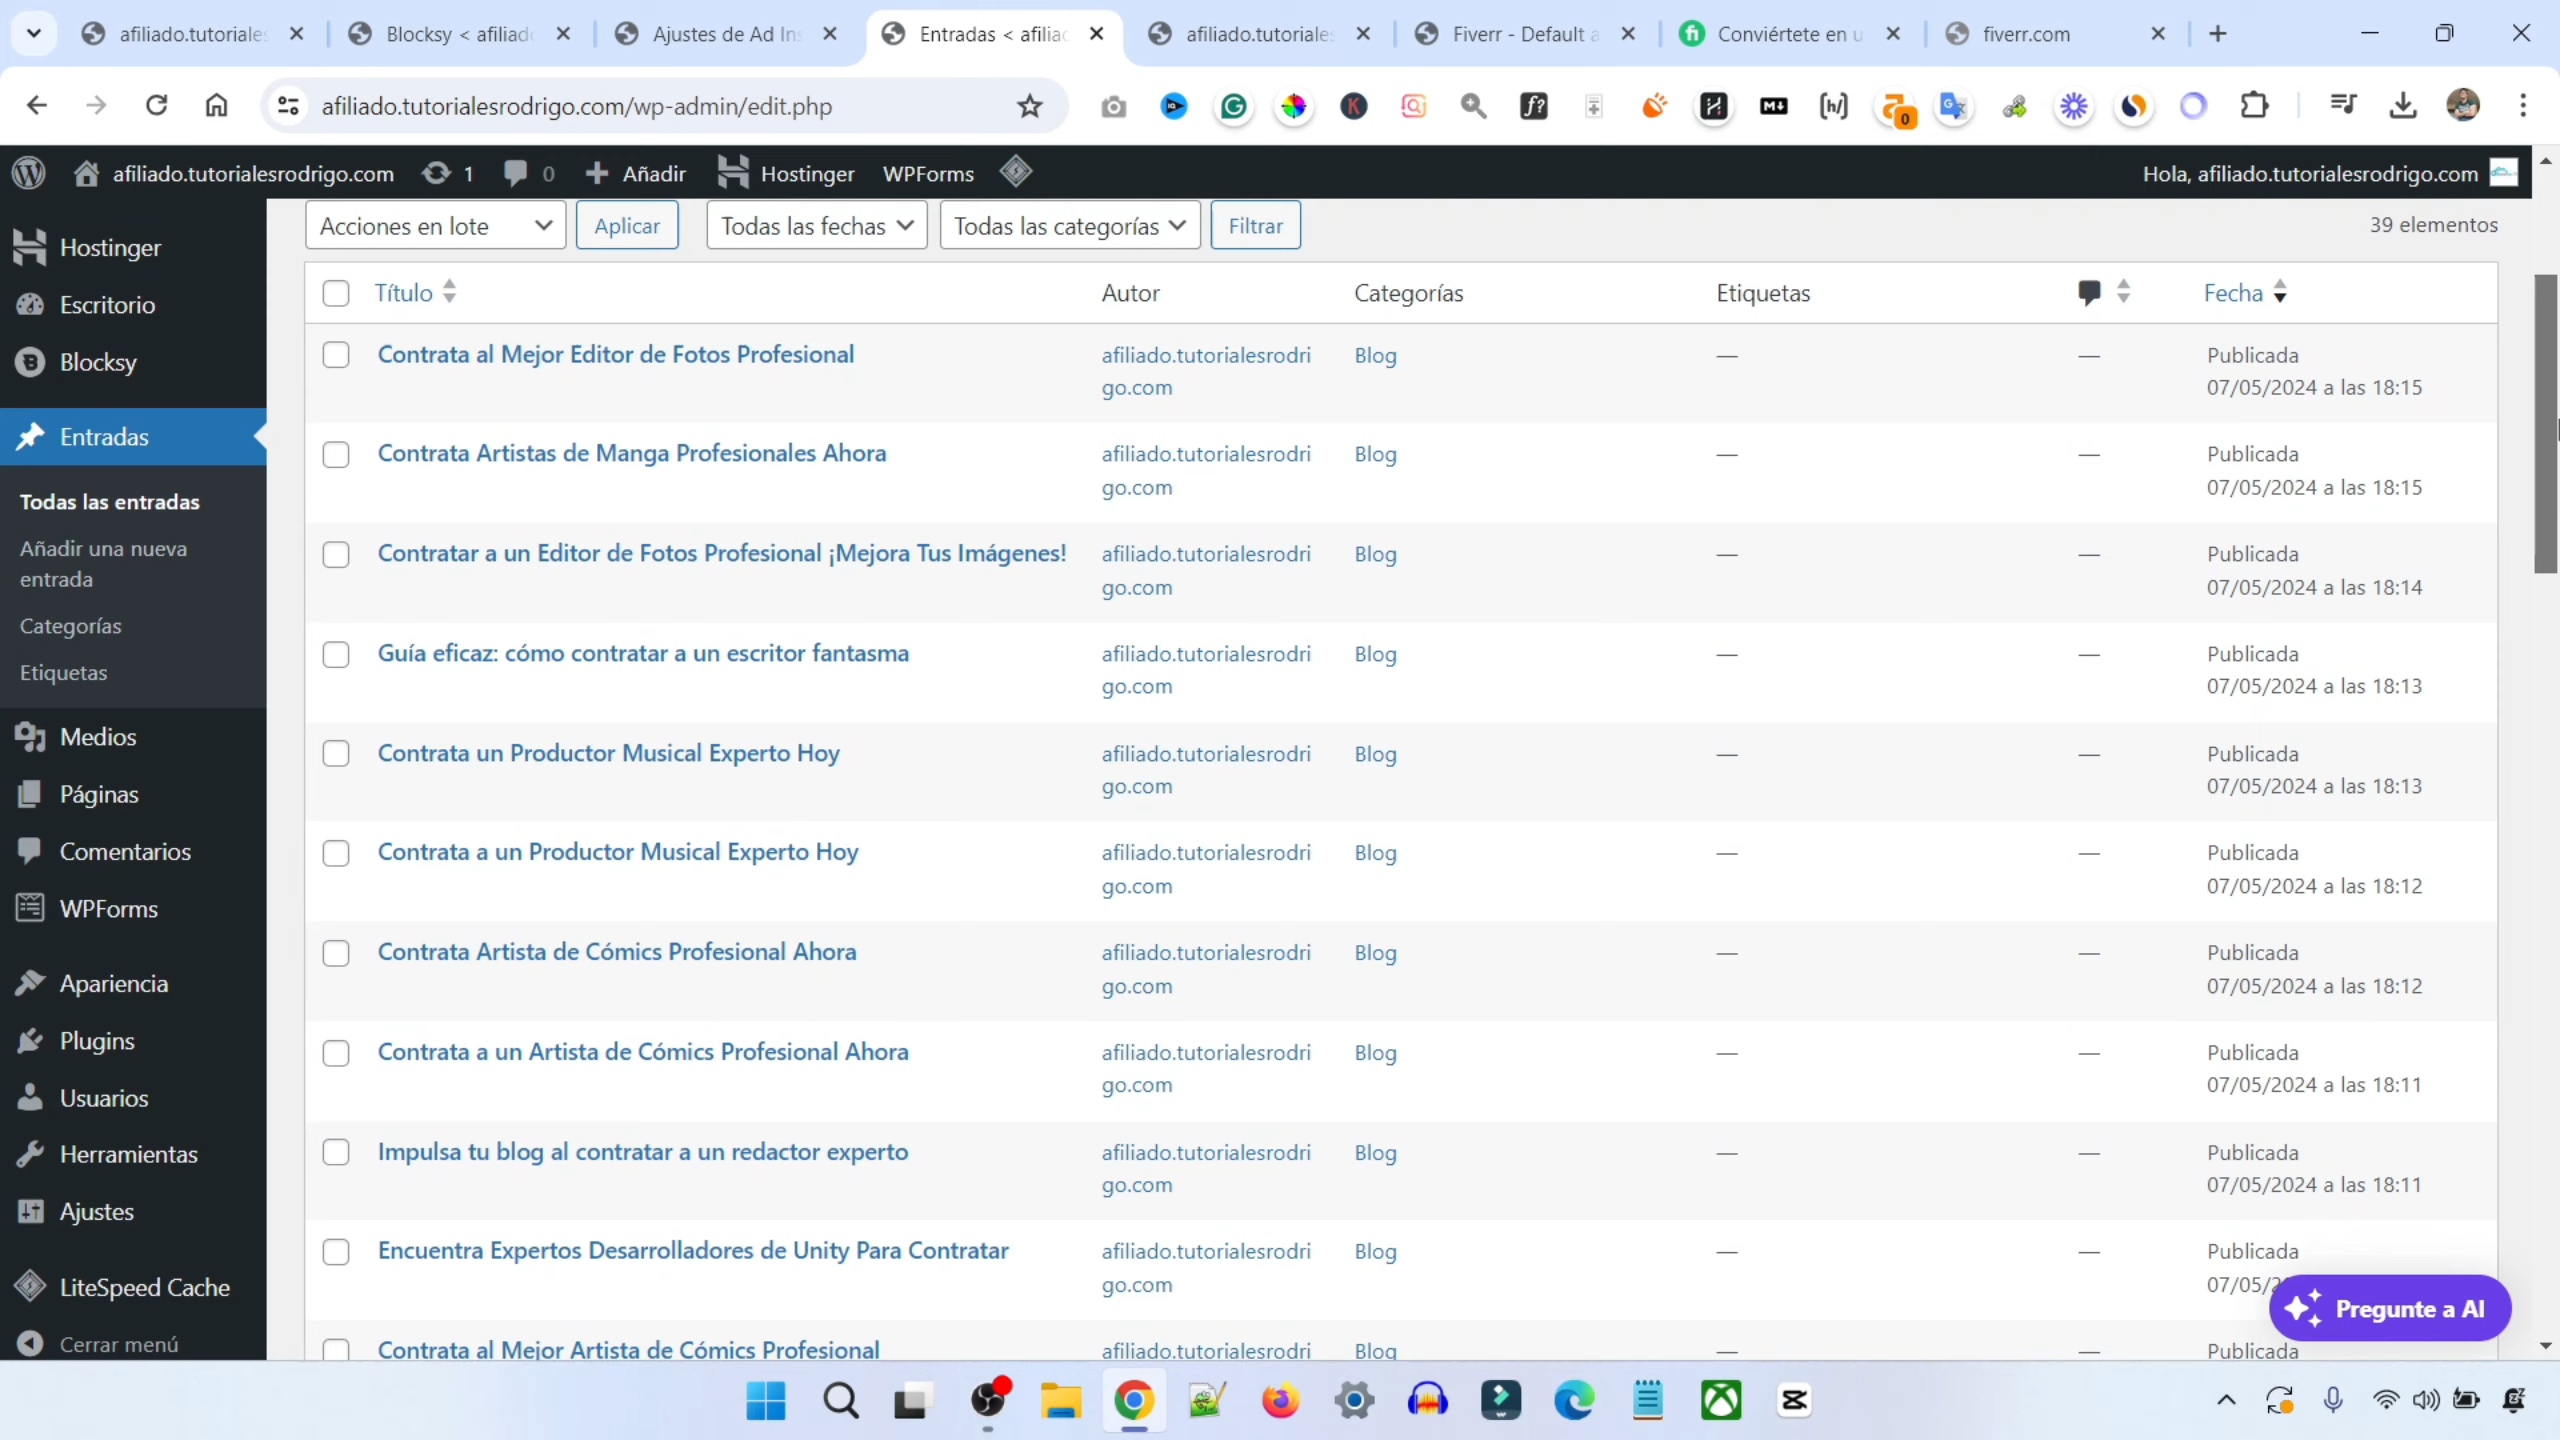 afiliado.tutoriales
Blocksy < afiliado
Ajustes de Ad Ins
Entradas < afiliad
afiliado.tutoriales
Fiverr - Default a
Conviértete en u
fiverr.com
afiliado.tutorialesrodrigo.com/wp-admin/edit.php
afiliado.tutorialesrodrigo.com
1
0
Añadir
Hostinger
WPForms
Hola, afiliado.tutorialesrodrigo.com
Hostinger
Escritorio
Blocksy
Entradas
Todas las entradas
Añadir una nueva
entrada
Categorías
Etiquetas
Medios
Páginas
Comentarios
WPForms
Apariencia
Plugins
Usuarios
Herramientas
Ajustes
LiteSpeed Cache
Cerrar menú
Acciones en lote
Aplicar
Todas las fechas
Todas las categorías
Filtrar
39 elementos
Título
Autor
Categorías
Etiquetas
Fecha
Contrata al Mejor Editor de Fotos Profesional
afiliado.tutorialesrodri
go.com
Blog
—
—
Publicada
07/05/2024 a las 18:15
Contrata Artistas de Manga Profesionales Ahora
afiliado.tutorialesrodri
go.com
Blog
—
—
Publicada
07/05/2024 a las 18:15
Contratar a un Editor de Fotos Profesional ¡Mejora Tus Imágenes!
afiliado.tutorialesrodri
go.com
Blog
—
—
Publicada
07/05/2024 a las 18:14
Guía eficaz: cómo contratar a un escritor fantasma
afiliado.tutorialesrodri
go.com
Blog
—
—
Publicada
07/05/2024 a las 18:13
Contrata un Productor Musical Experto Hoy
afiliado.tutorialesrodri
go.com
Blog
—
—
Publicada
07/05/2024 a las 18:13
Contrata a un Productor Musical Experto Hoy
afiliado.tutorialesrodri
go.com
Blog
—
—
Publicada
07/05/2024 a las 18:12
Contrata Artista de Cómics Profesional Ahora
afiliado.tutorialesrodri
go.com
Blog
—
—
Publicada
07/05/2024 a las 18:12
Contrata a un Artista de Cómics Profesional Ahora
afiliado.tutorialesrodri
go.com
Blog
—
—
Publicada
07/05/2024 a las 18:11
Impulsa tu blog al contratar a un redactor experto
afiliado.tutorialesrodri
go.com
Blog
—
—
Publicada
07/05/2024 a las 18:11
Encuentra Expertos Desarrolladores de Unity Para Contratar
afiliado.tutorialesrodri
go.com
Blog
—
—
Publicada
07/05/2
Contrata al Mejor Artista de Cómics Profesional
afiliado.tutorialesrodri
Blog
—
—
Publicada
Pregunte a AI